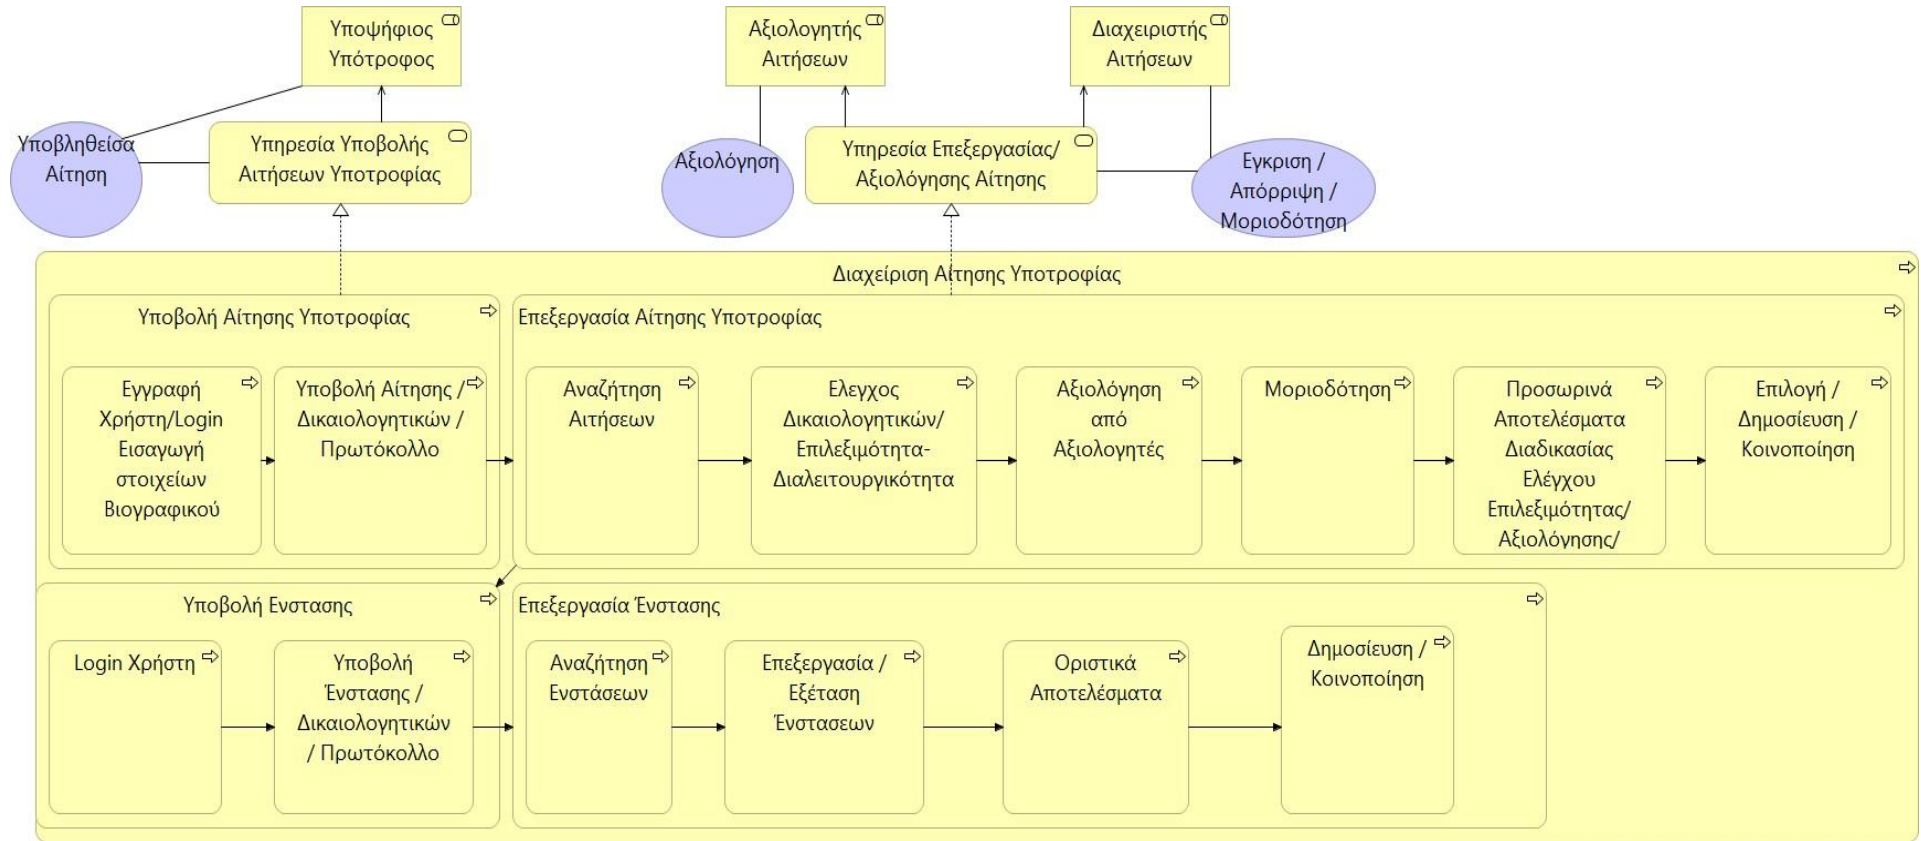 Υποψήφιος
Υπότροφος
Αξιολογητής
Αιτήσεων
Διαχειριστής
Αιτήσεων
Υποβληθείσα
Αίτηση
Υπηρεσία Υποβολής
Αιτήσεων Υποτροφίας
Αξιολόγηση
Υπηρεσία Επεξεργασίας/
Αξιολόγησης Αίτησης
Εγκριση /
Απόρριψη /
Μοριοδότηση
Διαχείριση Αίτησης Υποτροφίας
Υποβολή Αίτησης Υποτροφίας
Επεξεργασία Αίτησης Υποτροφίας
Εγγραφή
Χρήστη/Login
Εισαγωγή
στοιχείων
Βιογραφικού
Υποβολή Αίτησης /
Δικαιολογητικών /
Πρωτόκολλο
Αναζήτηση
Αιτήσεων
Ελεγχος
Δικαιολογητικών/
Επιλεξιμότητα-
Διαλειτουργικότητα
Αξιολόγηση
από
Αξιολογητές
Μοριοδότηση
Προσωρινά
Αποτελέσματα
Διαδικασίας
Ελέγχου
Επιλεξιμότητας/
Αξιολόγησης/
Επιλογή /
Δημοσίευση /
Κοινοποίηση
Υποβολή Ενστασης
Επεξεργασία Ένστασης
Login Χρήστη
Υποβολή
Ένστασης /
Δικαιολογητικών
/ Πρωτόκολλο
Αναζήτηση
Ενστάσεων
Επεξεργασία /
Εξέταση
Ένστασεων
Οριστικά
Αποτελέσματα
Δημοσίευση /
Κοινοποίηση